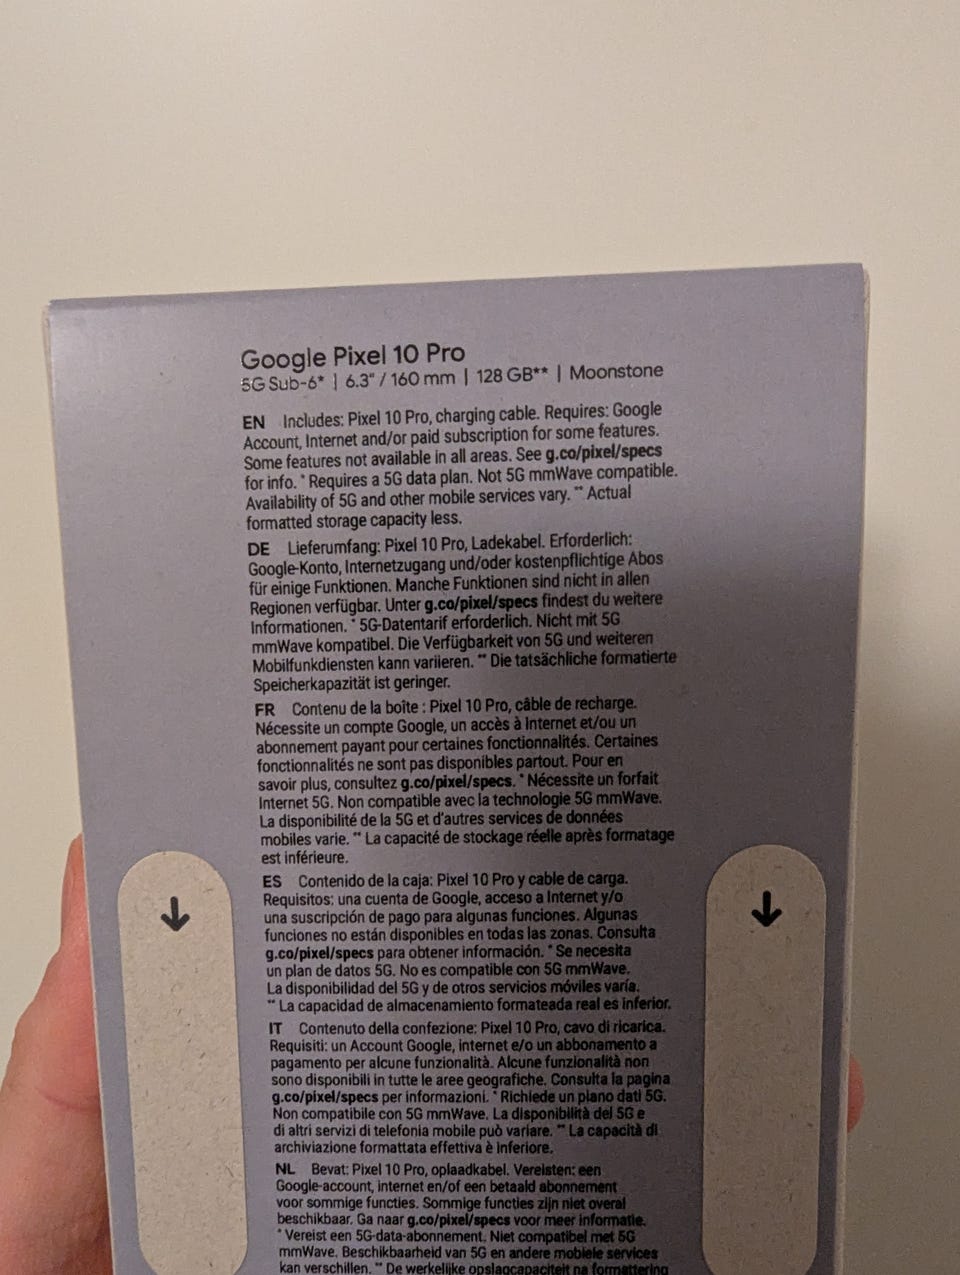 Google Pixel 10 Pro
5G Sub-6* | 6.3" / 160 mm | 128 GB** | Moonstone
EN Includes: Pixel 10 Pro, charging cable. Requires: Google
Account, Internet and/or paid subscription for some features.
Some features not available in all areas. See g.co/pixel/specs
for info. * Requires a 5G data plan. Not 5G mmWave compatible.
Availability of 5G and other mobile services vary. ** Actual
formatted storage capacity less.
DE Lieferumfang: Pixel 10 Pro, Ladekabel. Erforderlich:
Google-Konto, Internetzugang und/oder kostenpflichtige Abos
für einige Funktionen. Manche Funktionen sind nicht in allen
Regionen verfügbar. Unter g.co/pixel/specs findest du weitere
Informationen. * 5G-Datentarif erforderlich. Nicht mit 5G
mmWave kompatibel. Die Verfügbarkeit von 5G und weiteren
Mobilfunkdiensten kann variieren. ** Die tatsächliche formatierte
Speicherkapazität ist geringer.
FR Contenu de la boîte : Pixel 10 Pro, câble de recharge.
Nécessite un compte Google, un accès à Internet et/ou un
abonnement payant pour certaines fonctionnalités. Certaines
fonctionnalités ne sont pas disponibles partout. Pour en
savoir plus, consultez g.co/pixel/specs. * Nécessite un forfait
Internet 5G. Non compatible avec la technologie 5G mmWave.
La disponibilité de la 5G et d'autres services de données
mobiles varie. ** La capacité de stockage réelle après formatage
est inférieure.
ES Contenido de la caja: Pixel 10 Pro y cable de carga.
Requisitos: una cuenta de Google, acceso a Internet y/o
una suscripción de pago para algunas funciones. Algunas
funciones no están disponibles en todas las zonas. Consulta
g.co/pixel/specs para obtener información. * Se necesita
un plan de datos 5G. No es compatible con 5G mmWave.
La disponibilidad del 5G y de otros servicios móviles varía.
** La capacidad de almacenamiento formateada real es inferior.
IT Contenuto della confezione: Pixel 10 Pro, cavo di ricarica.
Requisiti: un Account Google, internet e/o un abbonamento a
pagamento per alcune funzionalità. Alcune funzionalità non
sono disponibili in tutte le aree geografiche. Consulta la pagina
g.co/pixel/specs per informazioni. * Richiede un piano dati 5G.
Non compatibile con 5G mmWave. La disponibilità del 5G e
di altri servizi di telefonia mobile può variare. ** La capacità di
archiviazione formattata effettiva è inferiore.
NL Bevat: Pixel 10 Pro, oplaadkabel. Vereisten: een
Google-account, internet en/of een betaald abonnement
voor sommige functies. Sommige functies zijn niet overal
beschikbaar. Ga naar g.co/pixel/specs voor meer informatie.
* Vereist een 5G-data-abonnement. Niet compatibel met 5G
mmWave. Beschikbaarheid van 5G en andere mobiele services
kan verschillen. ** De werkelijke opslagcapaciteit na formattering